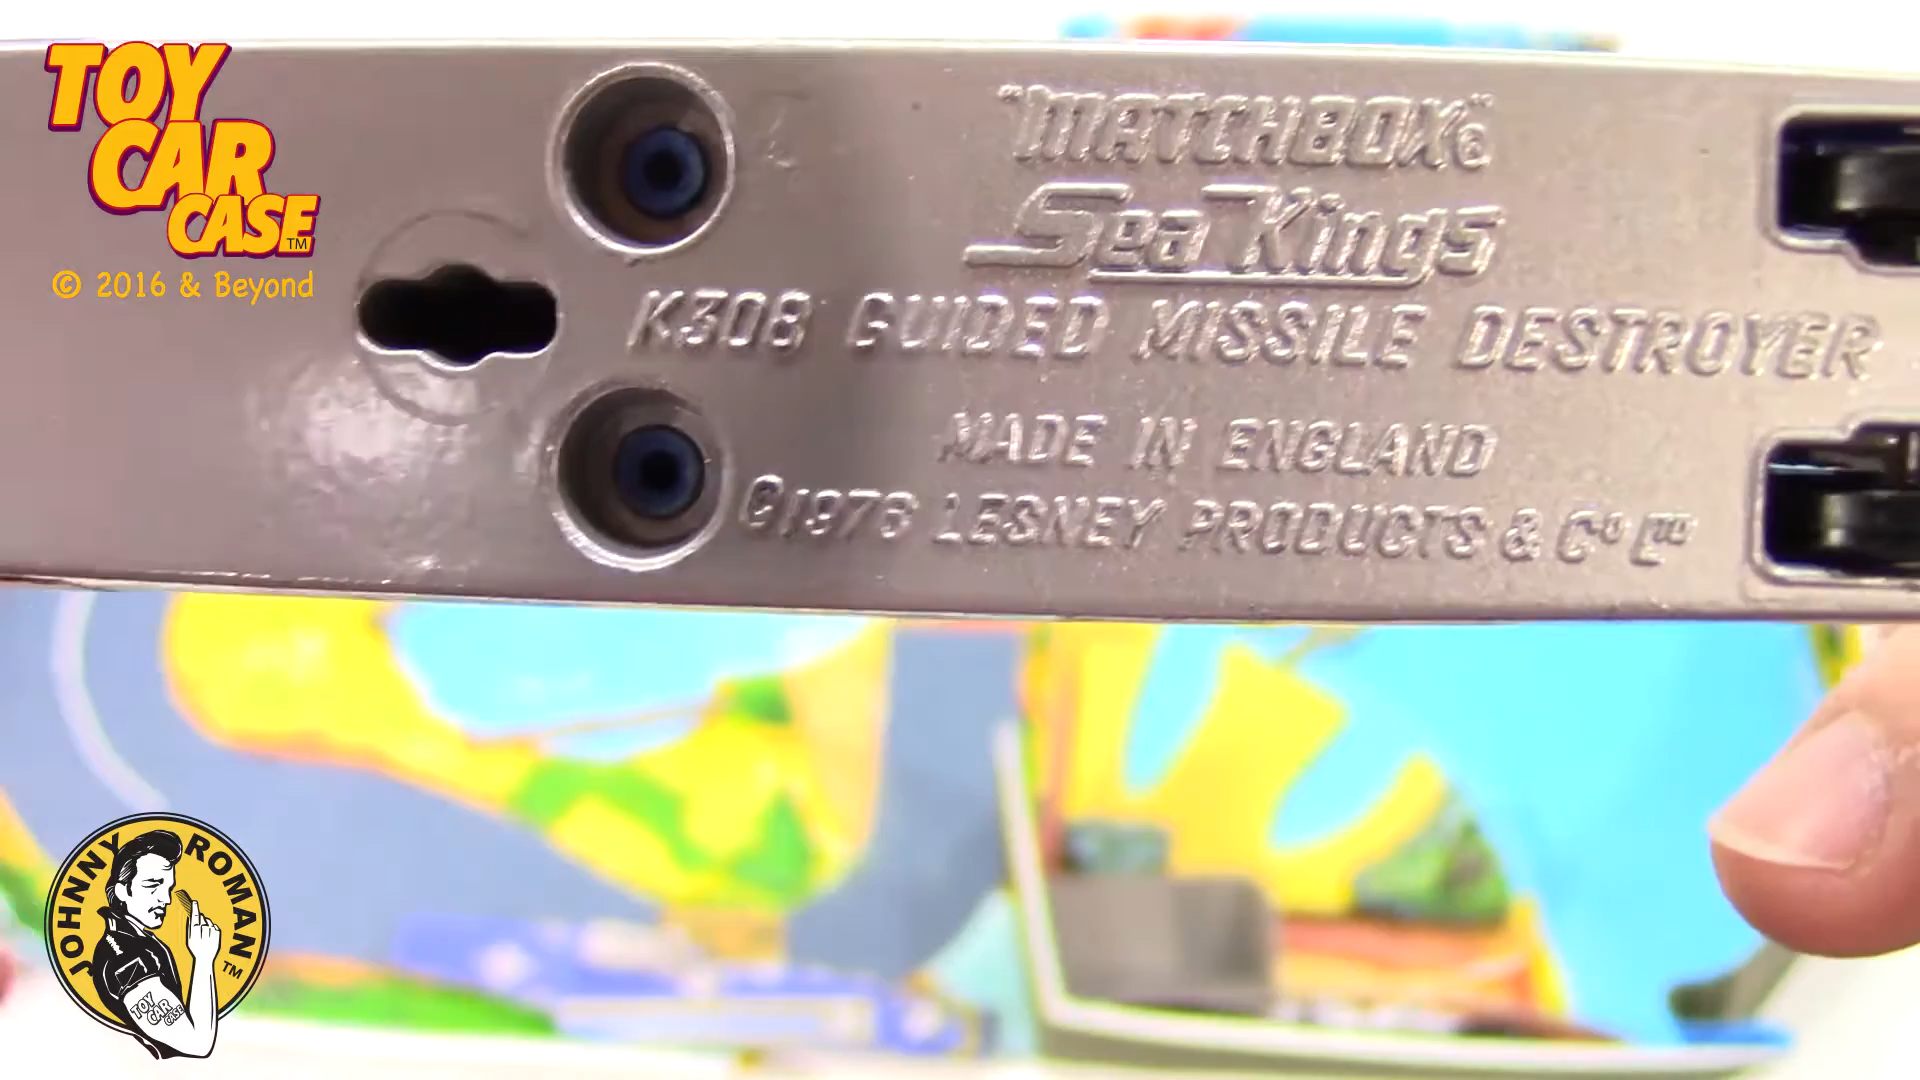 TOY
CAR
CASE™
© 2016 & Beyond
"MATCHBOX"®
Sea Kings
K308 GUIDED MISSILE DESTROYER
MADE IN ENGLAND
©1976 LESNEY PRODUCTS & Cº Lᵀᴰ
JOHNNY ROMAN™
TOY
CAR
CASE